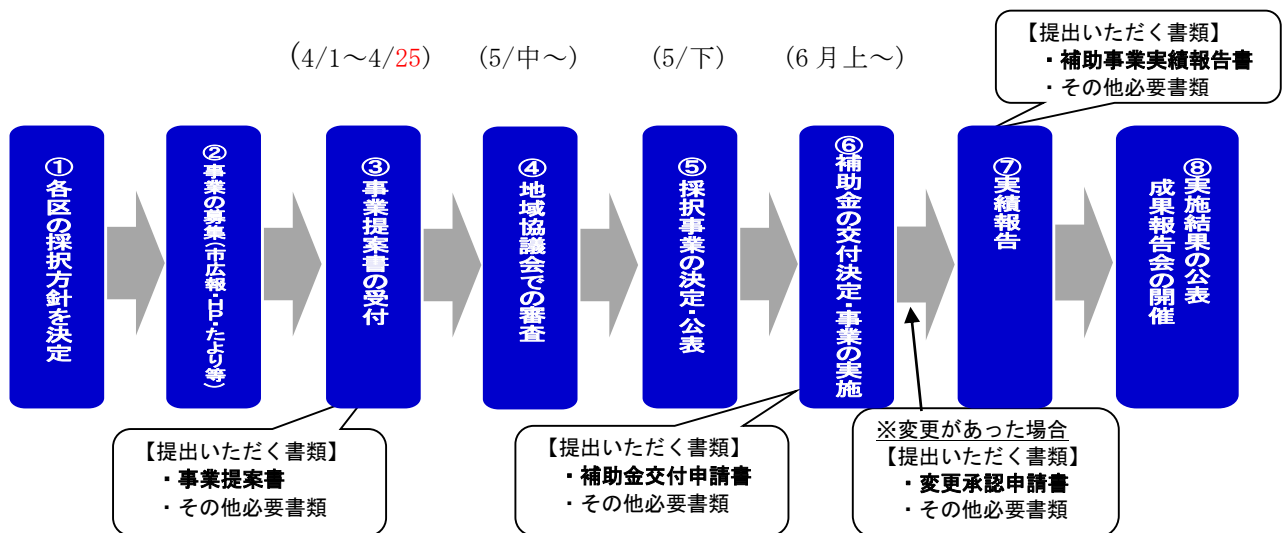 (4/1～4/25)
(5/中～)
(5/下)
(6月上～)
【提出いただく書類】
・補助事業実績報告書
・その他必要書類
①各区の採択方針を決定
②事業の募集(市広報・HP・たより等)
③事業提案書の受付
④地域協議会での審査
⑤採択事業の決定・公表
⑥補助金の交付決定・事業の実施
⑦実績報告
⑧実施結果の公表
成果報告会の開催
【提出いただく書類】
・事業提案書
・その他必要書類
【提出いただく書類】
・補助金交付申請書
・その他必要書類
※変更があった場合
【提出いただく書類】
・変更承認申請書
・その他必要書類